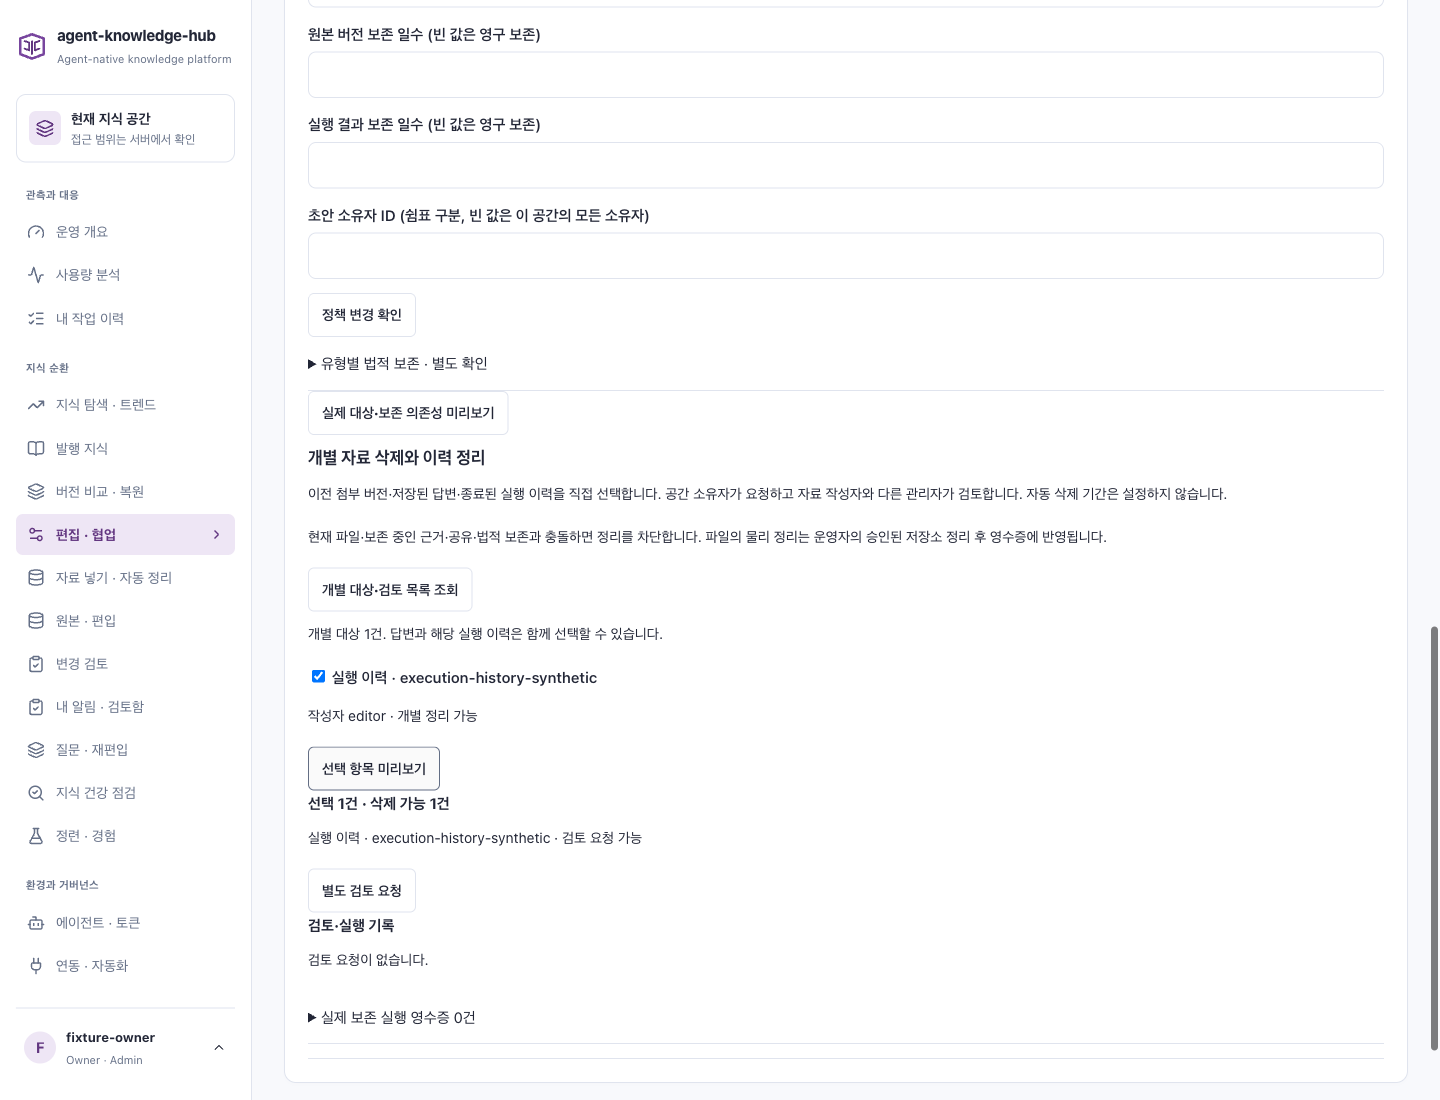 agent-knowledge-hub
Agent-native knowledge platform
현재 지식 공간
접근 범위는 서버에서 확인
관측과 대응
운영 개요
사용량 분석
내 작업 이력
지식 순환
지식 탐색 · 트렌드
발행 지식
버전 비교 · 복원
편집 · 협업
자료 넣기 · 자동 정리
원본 · 편입
변경 검토
내 알림 · 검토함
질문 · 재편입
지식 건강 점검
정련 · 경험
환경과 거버넌스
에이전트 · 토큰
연동 · 자동화
F
fixture-owner
Owner · Admin
원본 버전 보존 일수 (빈 값은 영구 보존)
실행 결과 보존 일수 (빈 값은 영구 보존)
초안 소유자 ID (쉼표 구분, 빈 값은 이 공간의 모든 소유자)
정책 변경 확인
▶ 유형별 법적 보존 · 별도 확인
실제 대상·보존 의존성 미리보기
개별 자료 삭제와 이력 정리
이전 첨부 버전·저장된 답변·종료된 실행 이력을 직접 선택합니다. 공간 소유자가 요청하고 자료 작성자와 다른 관리자가 검토합니다. 자동 삭제 기간은 설정하지 않습니다.
현재 파일·보존 중인 근거·공유·법적 보존과 충돌하면 정리를 차단합니다. 파일의 물리 정리는 운영자의 승인된 저장소 정리 후 영수증에 반영됩니다.
개별 대상·검토 목록 조회
개별 대상 1건. 답변과 해당 실행 이력은 함께 선택할 수 있습니다.
실행 이력 · execution-history-synthetic
작성자 editor · 개별 정리 가능
선택 항목 미리보기
선택 1건 · 삭제 가능 1건
실행 이력 · execution-history-synthetic · 검토 요청 가능
별도 검토 요청
검토·실행 기록
검토 요청이 없습니다.
▶ 실제 보존 실행 영수증 0건